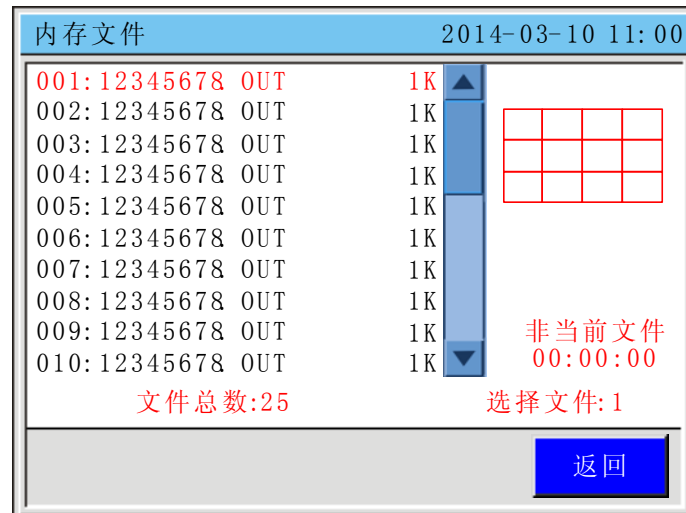 内存文件 2014-03-10 11:00
001:12345678.OUT 1K
002:12345678.OUT 1K
003:12345678.OUT 1K
004:12345678.OUT 1K
005:12345678.OUT 1K
006:12345678.OUT 1K
007:12345678.OUT 1K
008:12345678.OUT 1K
009:12345678.OUT 1K
010:12345678.OUT 1K
非当前文件
00:00:00
文件总数:25 选择文件:1
返回